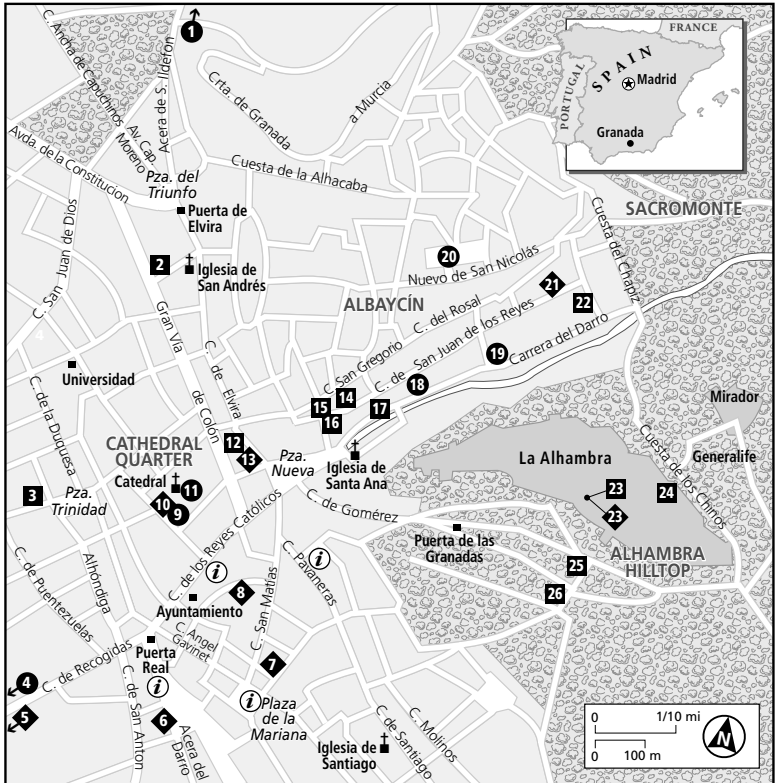 1
C. Ancha de Capuchinos
Acera de S. Ildefon
Av. Cap.
Moreno
Avda. de la Constitucion
Crta. de Granada
a Murcia
Cuesta de la Alhacaba
FRANCE
PORTUGAL
SPAIN
Madrid
Granada
Pza. del
Triunfo
Puerta de
Elvira
SACROMONTE
C. San Juan de Dios
2
Iglesia de
San Andrés
20
Nuevo de San Nicolás
Cuesta del Chapiz
ALBAYCÍN
21
22
C. del Rosal
C. San Gregorio
C. de San Juan de los Reyes
19
Carrera del Darro
4
Universidad
Gran Vía
de Colón
C. de Elvira
18
14
15
16
17
Mirador
C. de la Duquesa
CATHEDRAL
QUARTER
12
13
Pza.
Nueva
Iglesia de
Santa Ana
La Alhambra
Generalife
Cuesta de los Chinos
Catedral
11
10
9
3
Pza.
Trinidad
23
24
23
C. de Gomérez
Puerta de las
Granadas
ALHAMBRA
HILLTOP
25
26
C. de los Reyes Católicos
C. Pavaneras
i
i
C. de Puentezuelas
Alhóndiga
Ayuntamiento
8
C. San Matías
C. Angel
Gavinet
Puerta
Real
7
4
C. de Recogidas
5
i
i
Plaza
de la
Mariana
6
C. de San Anton
Acera del
Darro
Iglesia de
Santiago
C. de Santiago
C. Molinos
0 1/10 mi
0 100 m
N